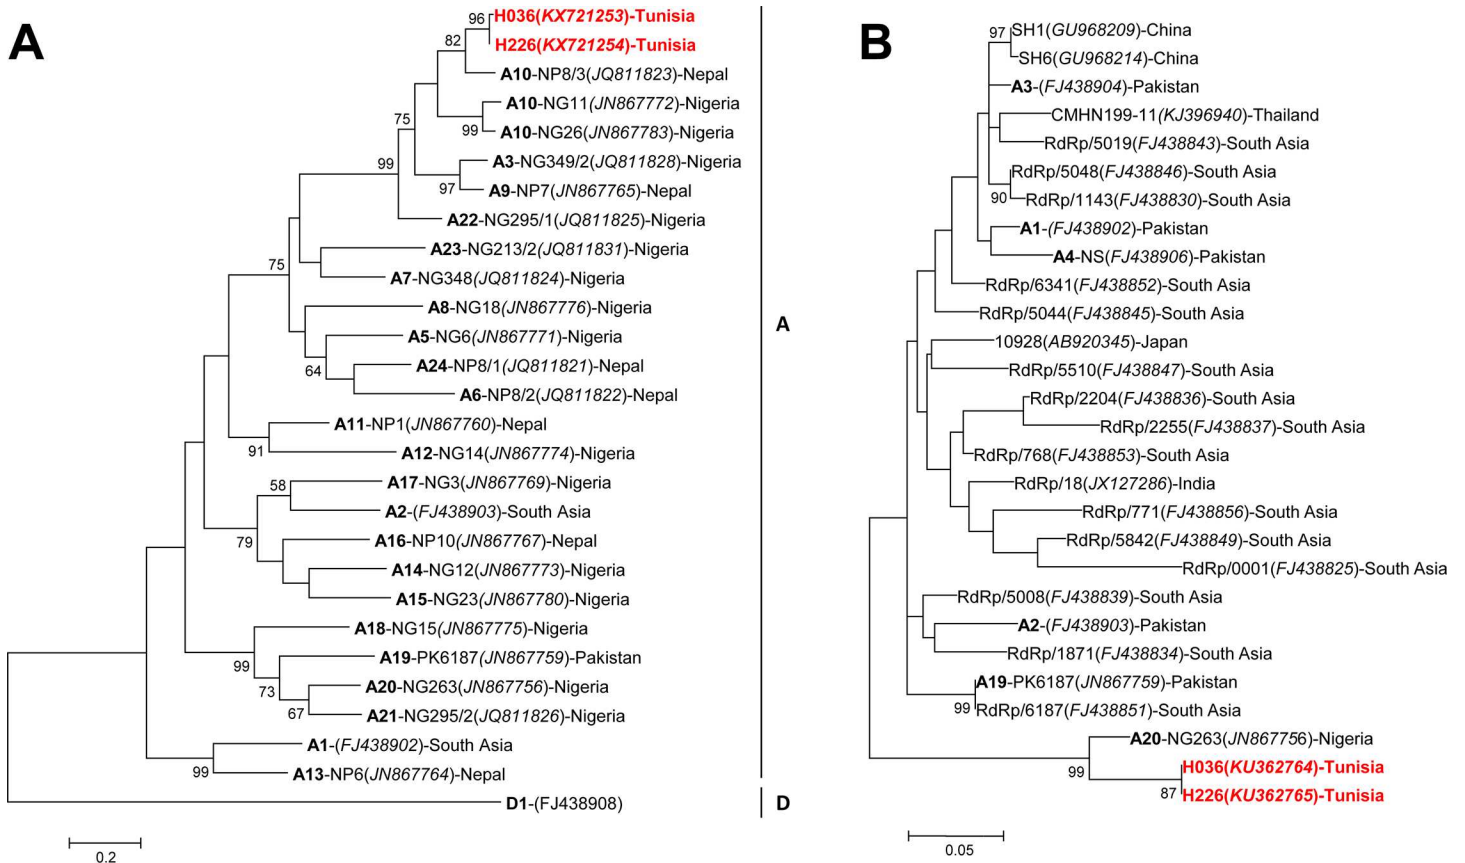 A
96
H036(KX721253)-Tunisia
H226(KX721254)-Tunisia
82
A10-NP8/3(JQ811823)-Nepal
A10-NG11(JN867772)-Nigeria
75
99
A10-NG26(JN867783)-Nigeria
99
A3-NG349/2(JQ811828)-Nigeria
97
A9-NP7(JN867765)-Nepal
A22-NG295/1(JQ811825)-Nigeria
A23-NG213/2(JQ811831)-Nigeria
75
A7-NG348(JQ811824)-Nigeria
A8-NG18(JN867776)-Nigeria
A5-NG6(JN867771)-Nigeria
A24-NP8/1(JQ811821)-Nepal
64
A6-NP8/2(JQ811822)-Nepal
A11-NP1(JN867760)-Nepal
91
A12-NG14(JN867774)-Nigeria
58
A17-NG3(JN867769)-Nigeria
A2-(FJ438903)-South Asia
79
A16-NP10(JN867767)-Nepal
A14-NG12(JN867773)-Nigeria
A15-NG23(JN867780)-Nigeria
A18-NG15(JN867775)-Nigeria
99
A19-PK6187(JN867759)-Pakistan
73
A20-NG263(JN867756)-Nigeria
67
A21-NG295/2(JQ811826)-Nigeria
A1-(FJ438902)-South Asia
99
A13-NP6(JN867764)-Nepal
D1-(FJ438908)
A
D
0.2
B
97
SH1(GU968209)-China
SH6(GU968214)-China
A3-(FJ438904)-Pakistan
CMHN199-11(KJ396940)-Thailand
RdRp/5019(FJ438843)-South Asia
RdRp/5048(FJ438846)-South Asia
90
RdRp/1143(FJ438830)-South Asia
A1-(FJ438902)-Pakistan
A4-NS(FJ438906)-Pakistan
RdRp/6341(FJ438852)-South Asia
RdRp/5044(FJ438845)-South Asia
10928(AB920345)-Japan
RdRp/5510(FJ438847)-South Asia
RdRp/2204(FJ438836)-South Asia
RdRp/2255(FJ438837)-South Asia
RdRp/768(FJ438853)-South Asia
RdRp/18(JX127286)-India
RdRp/771(FJ438856)-South Asia
RdRp/5842(FJ438849)-South Asia
RdRp/0001(FJ438825)-South Asia
RdRp/5008(FJ438839)-South Asia
A2-(FJ438903)-Pakistan
RdRp/1871(FJ438834)-South Asia
A19-PK6187(JN867759)-Pakistan
99
RdRp/6187(FJ438851)-South Asia
A20-NG263(JN867756)-Nigeria
99
H036(KU362764)-Tunisia
87
H226(KU362765)-Tunisia
0.05